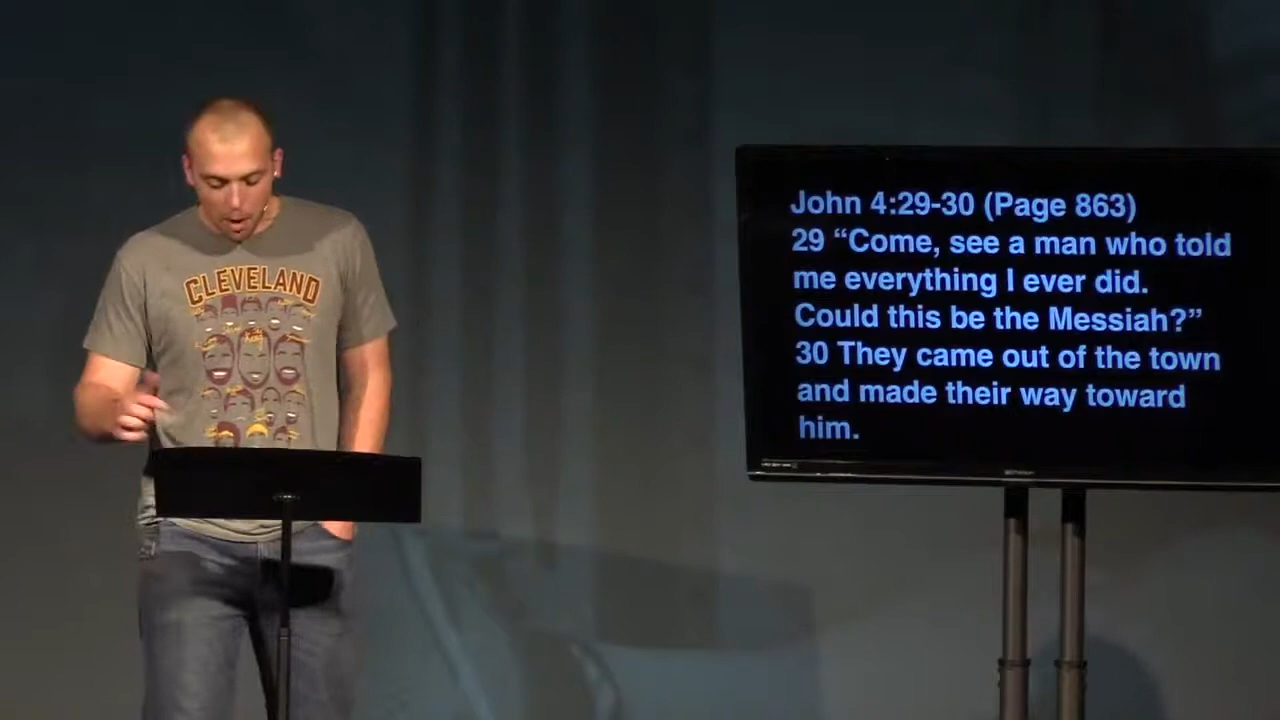 CLEVELAND
John 4:29-30 (Page 863)
29 “Come, see a man who told
me everything I ever did.
Could this be the Messiah?”
30 They came out of the town
and made their way toward
him.